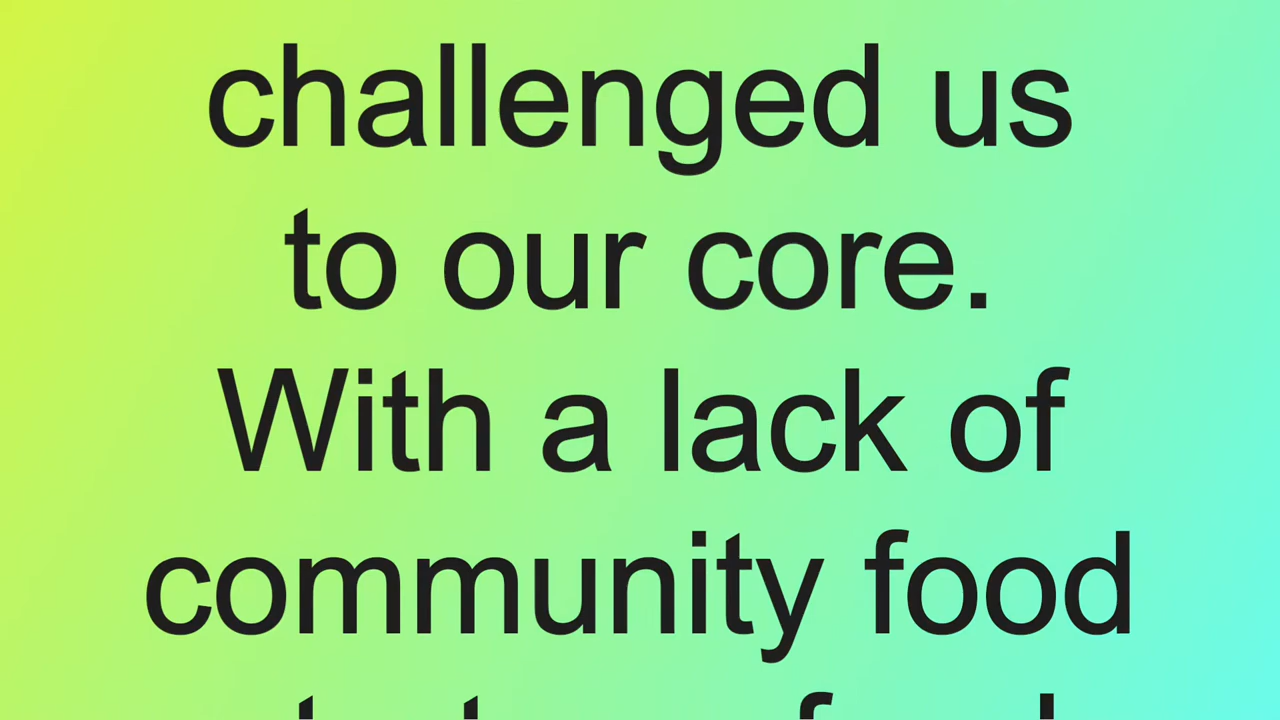 challenged us
to our core.
With a lack of
community food